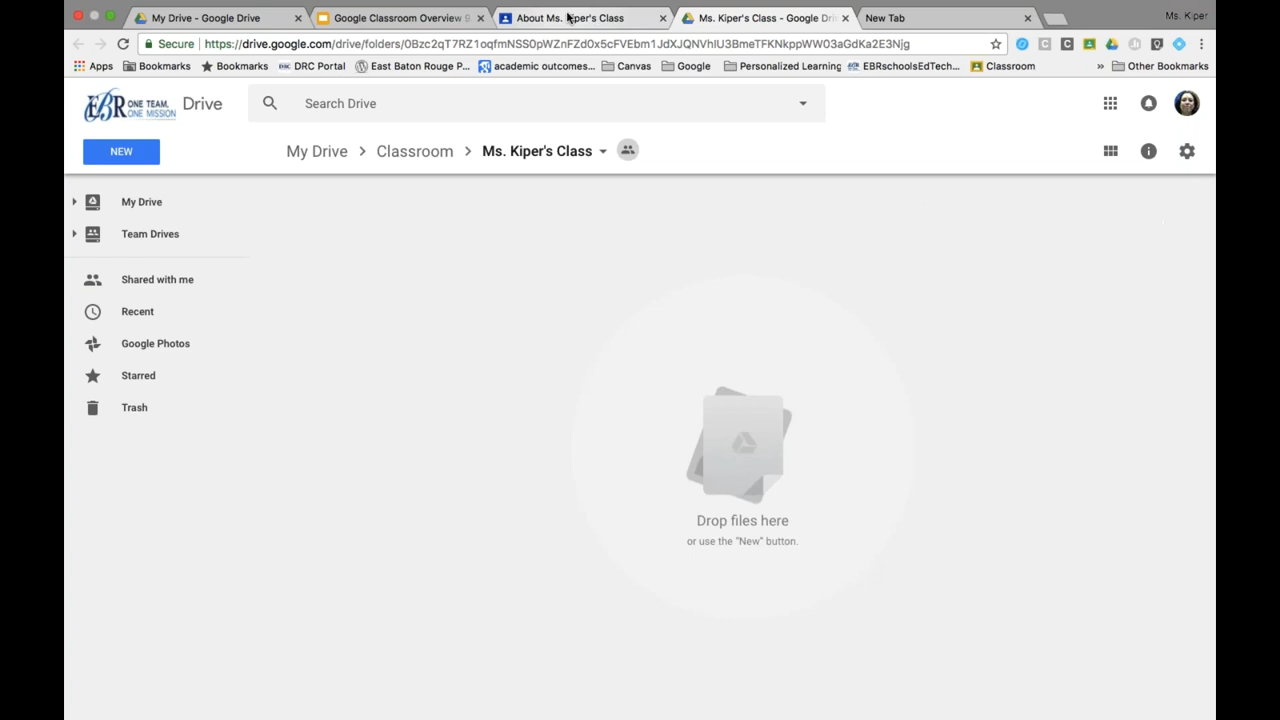 My Drive - Google Drive
Google Classroom Overview 9
About Ms. Kiper's Class
Ms. Kiper's Class - Google Dri
New Tab
Ms. Kiper
Secure
https://drive.google.com/drive/folders/0Bzc2qT7RZ1oqfmNSS0pWZnFZd0x5cFVEbm1JdXJQNVhIU3BmeTFKNkppWW03aGdKa2E3Njg
Apps
Bookmarks
Bookmarks
DRC Portal
East Baton Rouge P...
academic outcomes...
Canvas
Google
Personalized Learning
EBRschoolsEdTech...
Classroom
»
Other Bookmarks
EBR ONE TEAM,
ONE MISSION
Drive
Search Drive
NEW
My Drive > Classroom > Ms. Kiper's Class
My Drive
Team Drives
Shared with me
Recent
Google Photos
Starred
Trash
Drop files here
or use the "New" button.